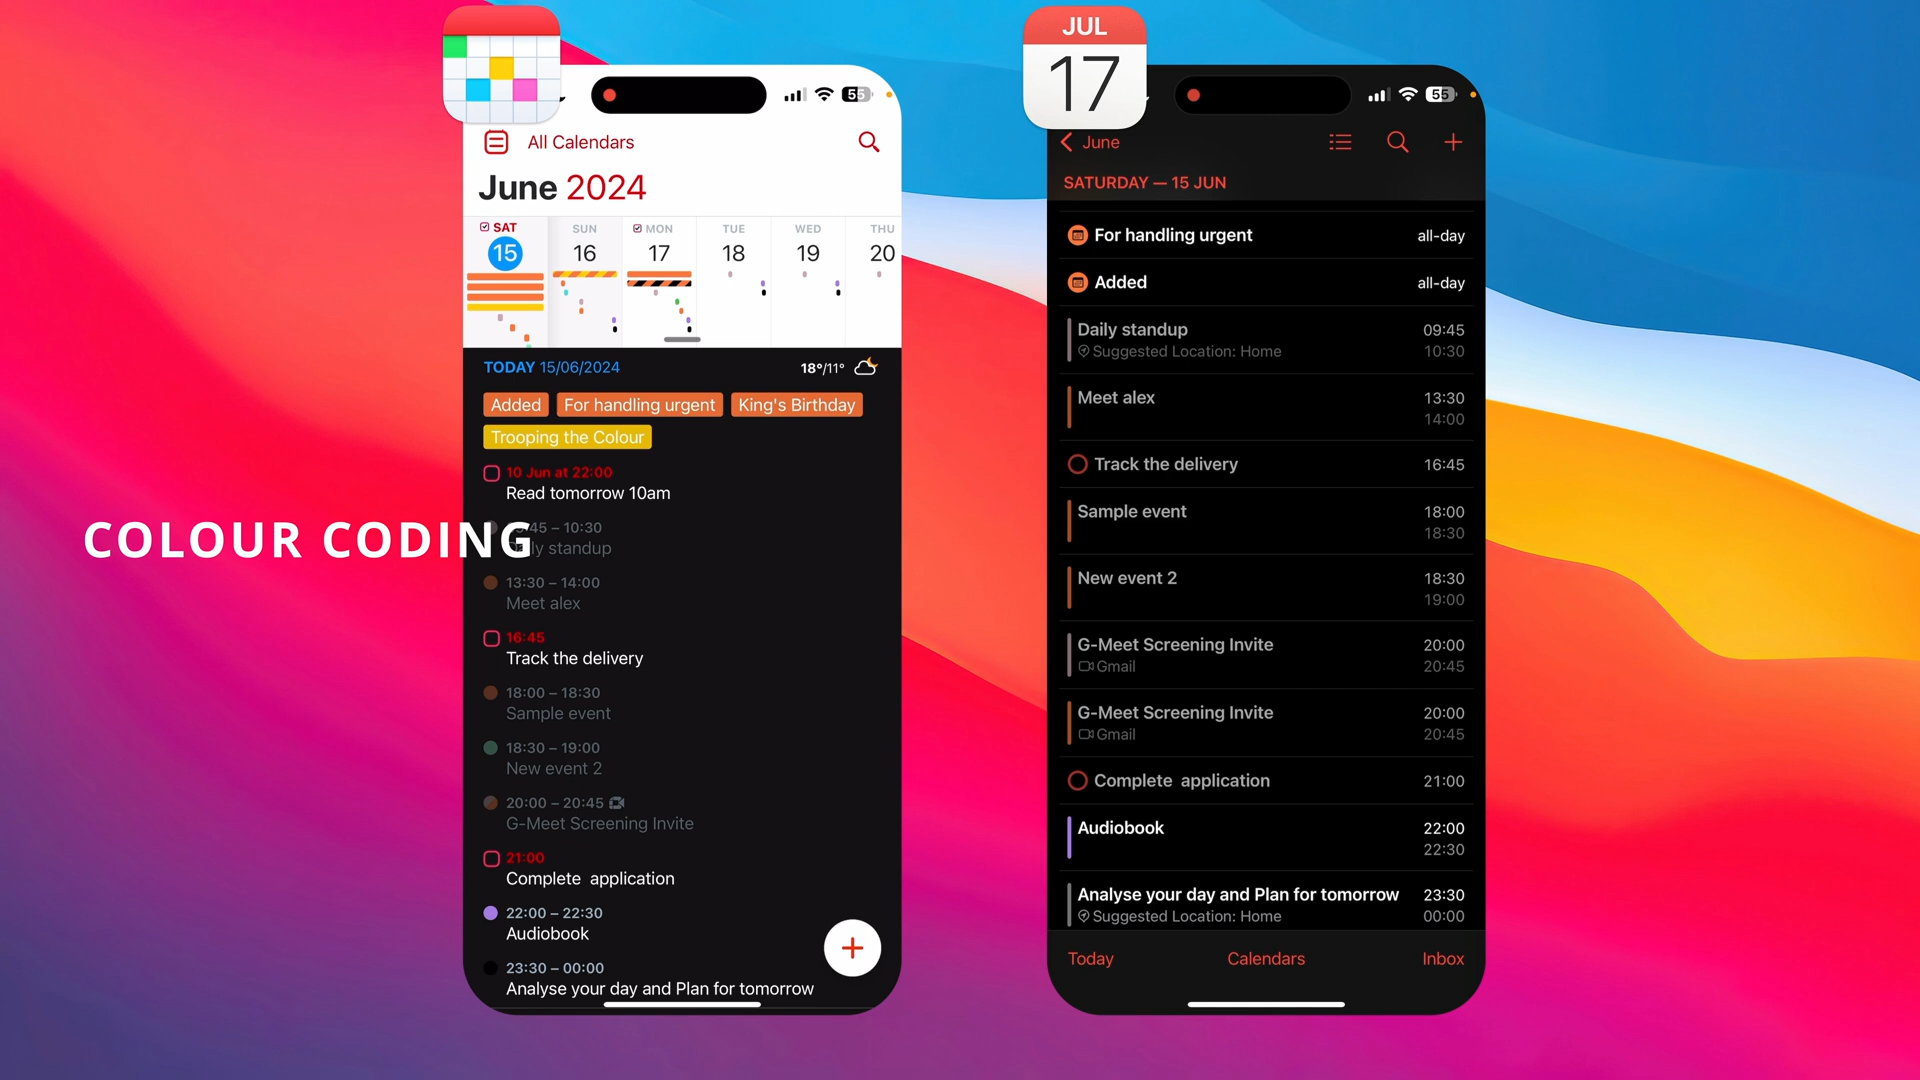 JUL
17
55
55
All Calendars
June 2024
SAT SUN MON TUE WED THU
15 16 17 18 19 20
TODAY 15/06/2024 18°/11°
Added For handling urgent King's Birthday
Trooping the Colour
10 Jun at 22:00
Read tomorrow 10am
45 – 10:30
ly standup
COLOUR CODING
13:30 – 14:00
Meet alex
16:45
Track the delivery
18:00 – 18:30
Sample event
18:30 – 19:00
New event 2
20:00 – 20:45
G-Meet Screening Invite
21:00
Complete application
22:00 – 22:30
Audiobook
23:30 – 00:00
Analyse your day and Plan for tomorrow
June
SATURDAY — 15 JUN
For handling urgent all-day
Added all-day
Daily standup 09:45
Suggested Location: Home 10:30
Meet alex 13:30
14:00
Track the delivery 16:45
Sample event 18:00
18:30
New event 2 18:30
19:00
G-Meet Screening Invite 20:00
Gmail 20:45
G-Meet Screening Invite 20:00
Gmail 20:45
Complete application 21:00
Audiobook 22:00
22:30
Analyse your day and Plan for tomorrow 23:30
Suggested Location: Home 00:00
Today Calendars Inbox